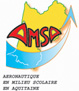 AMSA
AERONAUTIQUE
EN MILIEU SCOLAIRE
EN AQUITAINE